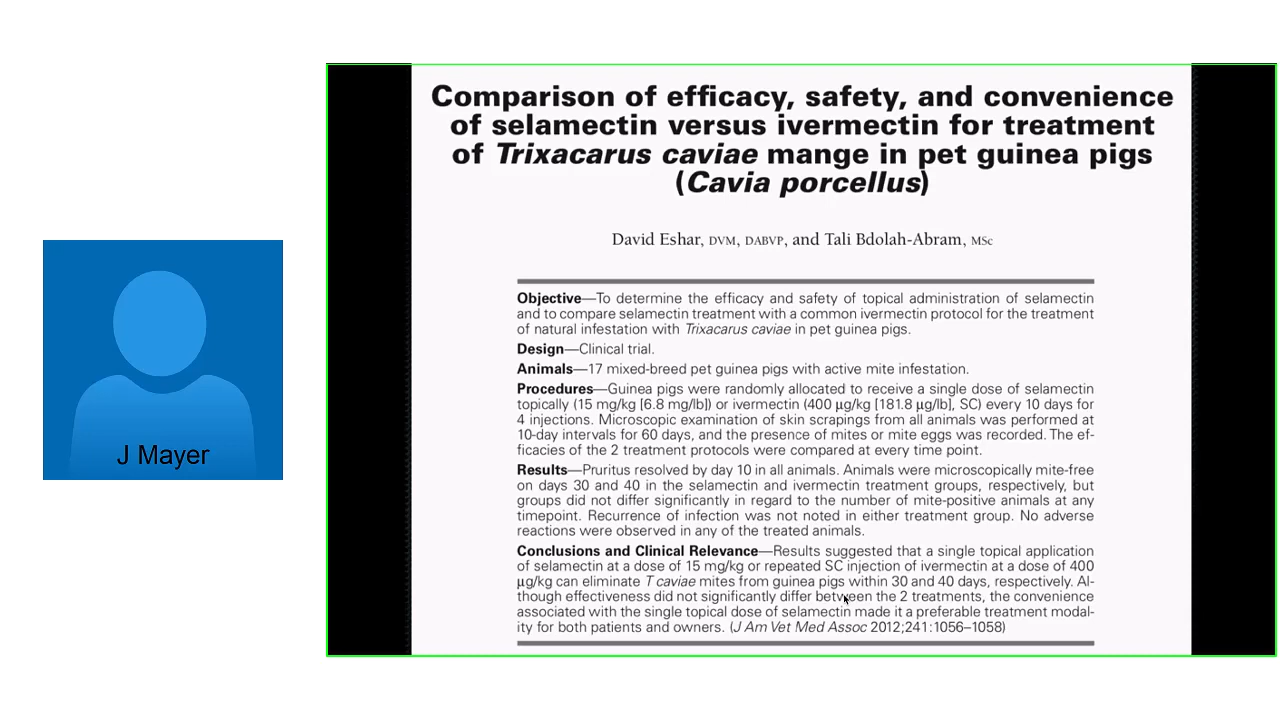 Comparison of efficacy, safety, and convenience
of selamectin versus ivermectin for treatment
of Trixacarus caviae mange in pet guinea pigs
(Cavia porcellus)
David Eshar, DVM, DABVP, and Tali Bdolah-Abram, MSc
Objective—To determine the efficacy and safety of topical administration of selamectin
and to compare selamectin treatment with a common ivermectin protocol for the treatment
of natural infestation with Trixacarus caviae in pet guinea pigs.
Design—Clinical trial.
Animals—17 mixed-breed pet guinea pigs with active mite infestation.
Procedures—Guinea pigs were randomly allocated to receive a single dose of selamectin
topically (15 mg/kg [6.8 mg/lb]) or ivermectin (400 µg/kg [181.8 µg/lb], SC) every 10 days for
4 injections. Microscopic examination of skin scrapings from all animals was performed at
10-day intervals for 60 days, and the presence of mites or mite eggs was recorded. The ef-
ficacies of the 2 treatment protocols were compared at every time point.
Results—Pruritus resolved by day 10 in all animals. Animals were microscopically mite-free
on days 30 and 40 in the selamectin and ivermectin treatment groups, respectively, but
groups did not differ significantly in regard to the number of mite-positive animals at any
timepoint. Recurrence of infection was not noted in either treatment group. No adverse
reactions were observed in any of the treated animals.
Conclusions and Clinical Relevance—Results suggested that a single topical application
of selamectin at a dose of 15 mg/kg or repeated SC injection of ivermectin at a dose of 400
µg/kg can eliminate T caviae mites from guinea pigs within 30 and 40 days, respectively. Al-
though effectiveness did not significantly differ between the 2 treatments, the convenience
associated with the single topical dose of selamectin made it a preferable treatment modal-
ity for both patients and owners. (J Am Vet Med Assoc 2012;241:1056–1058)
J Mayer